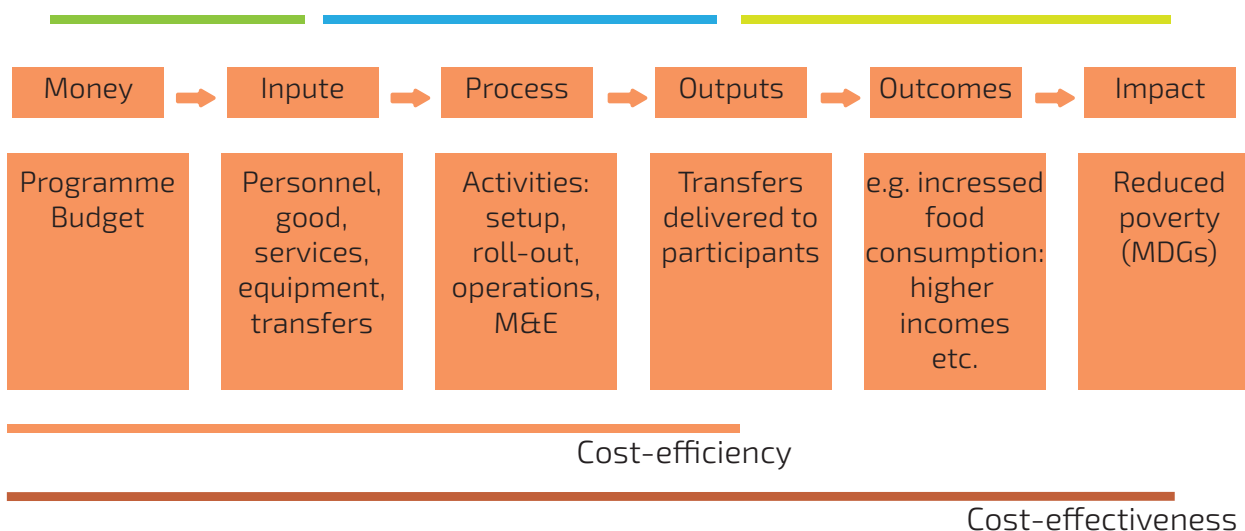 Money
Inpute
Process
Outputs
Outcomes
Impact
Programme
Budget
Personnel,
good,
services,
equipment,
transfers
Activities:
setup,
roll-out,
operations,
M&E
Transfers
delivered to
participants
e.g. incressed
food
consumption:
higher
incomes
etc.
Reduced
poverty
(MDGs)
Cost-efficiency
Cost-effectiveness